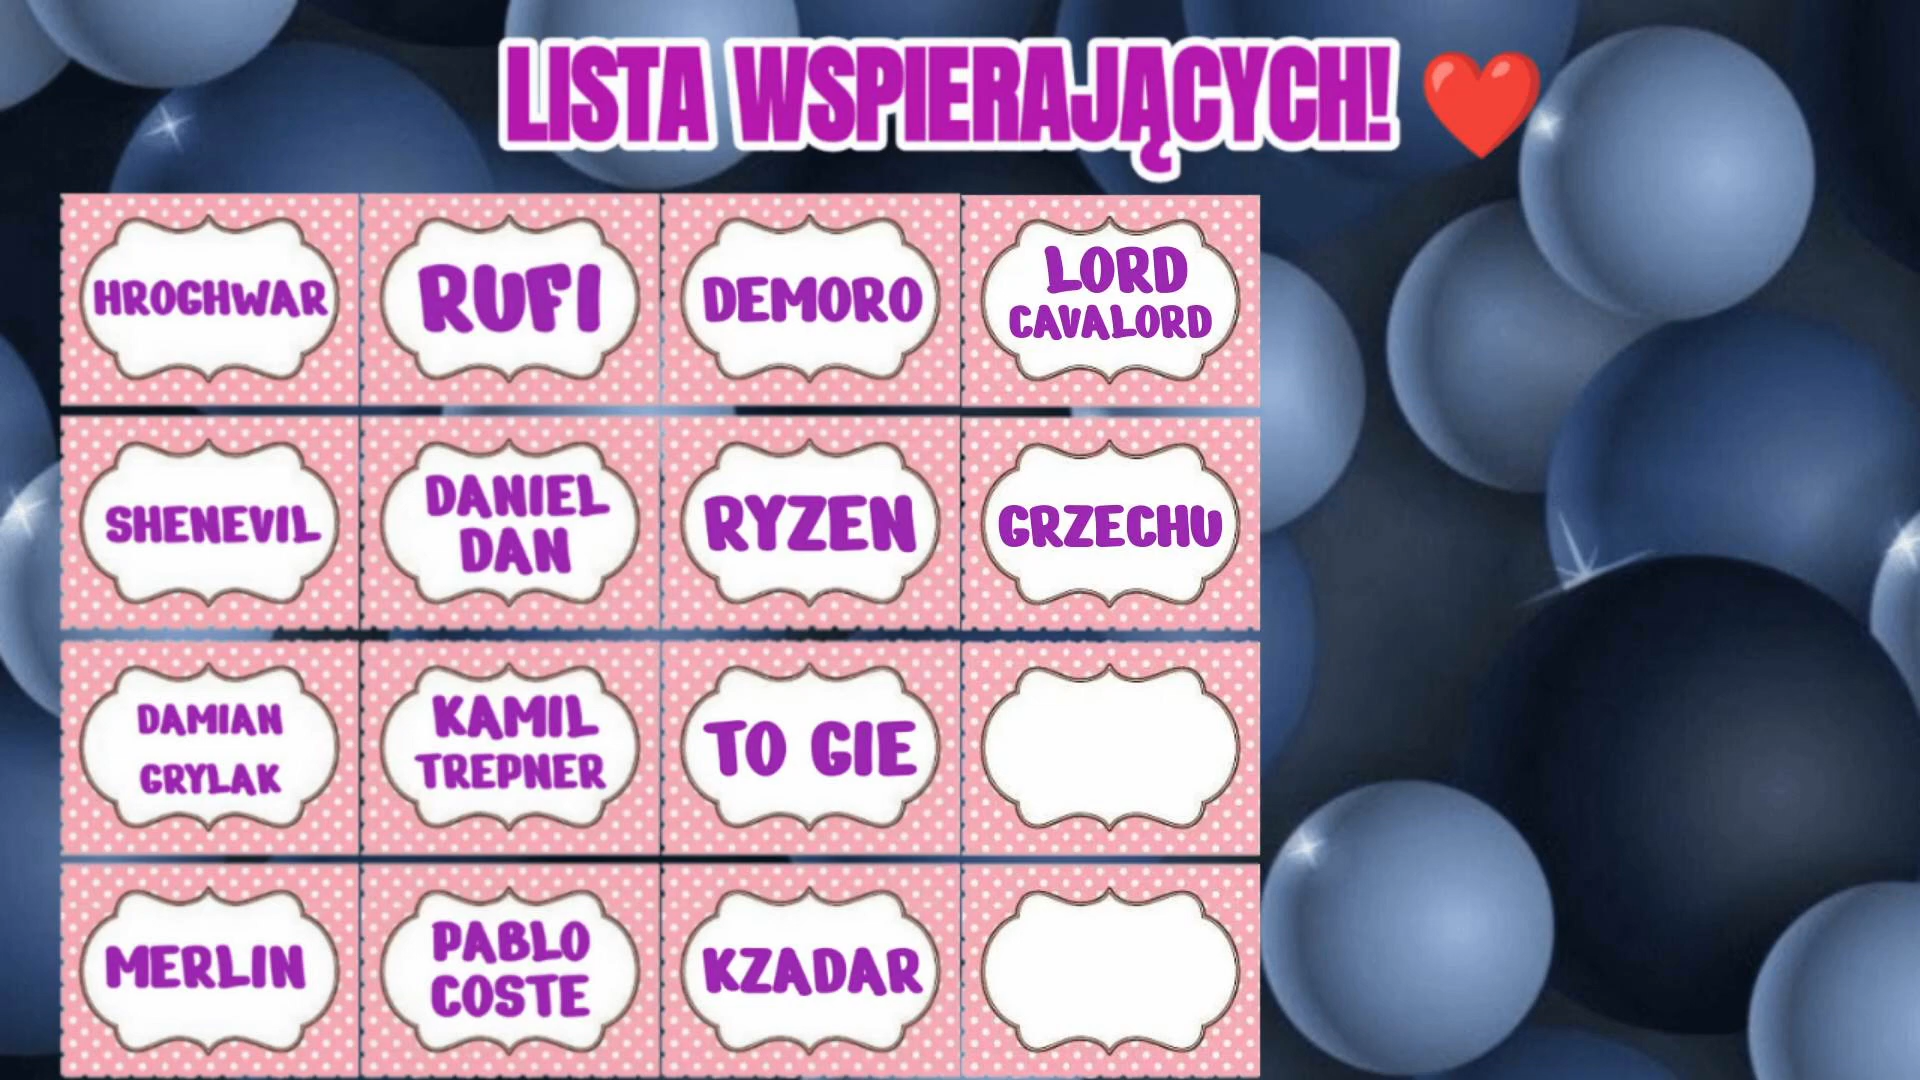 LISTA WSPIERAJĄCYCH! ❤️
HROGHWAR
RUFI
DEMORO
LORD
CAVALORD
SHENEVIL
DANIEL
DAN
RYZEN
GRZECHU
DAMIAN
GRYLAK
KAMIL
TREPNER
TO GIE
MERLIN
PABLO
COSTE
KZADAR